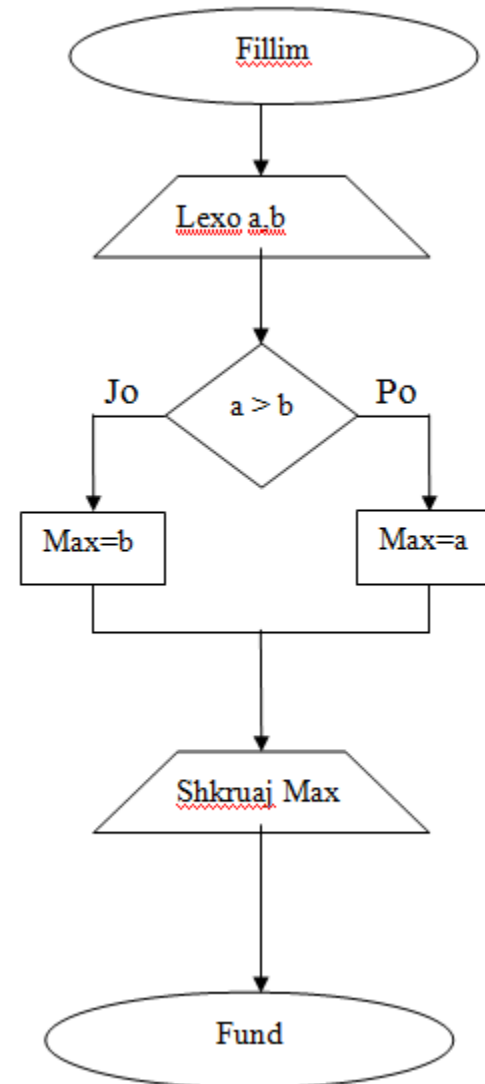 Fillim
Lexo a,b
a > b
Jo
Po
Max=b
Max=a
Shkruaj Max
Fund